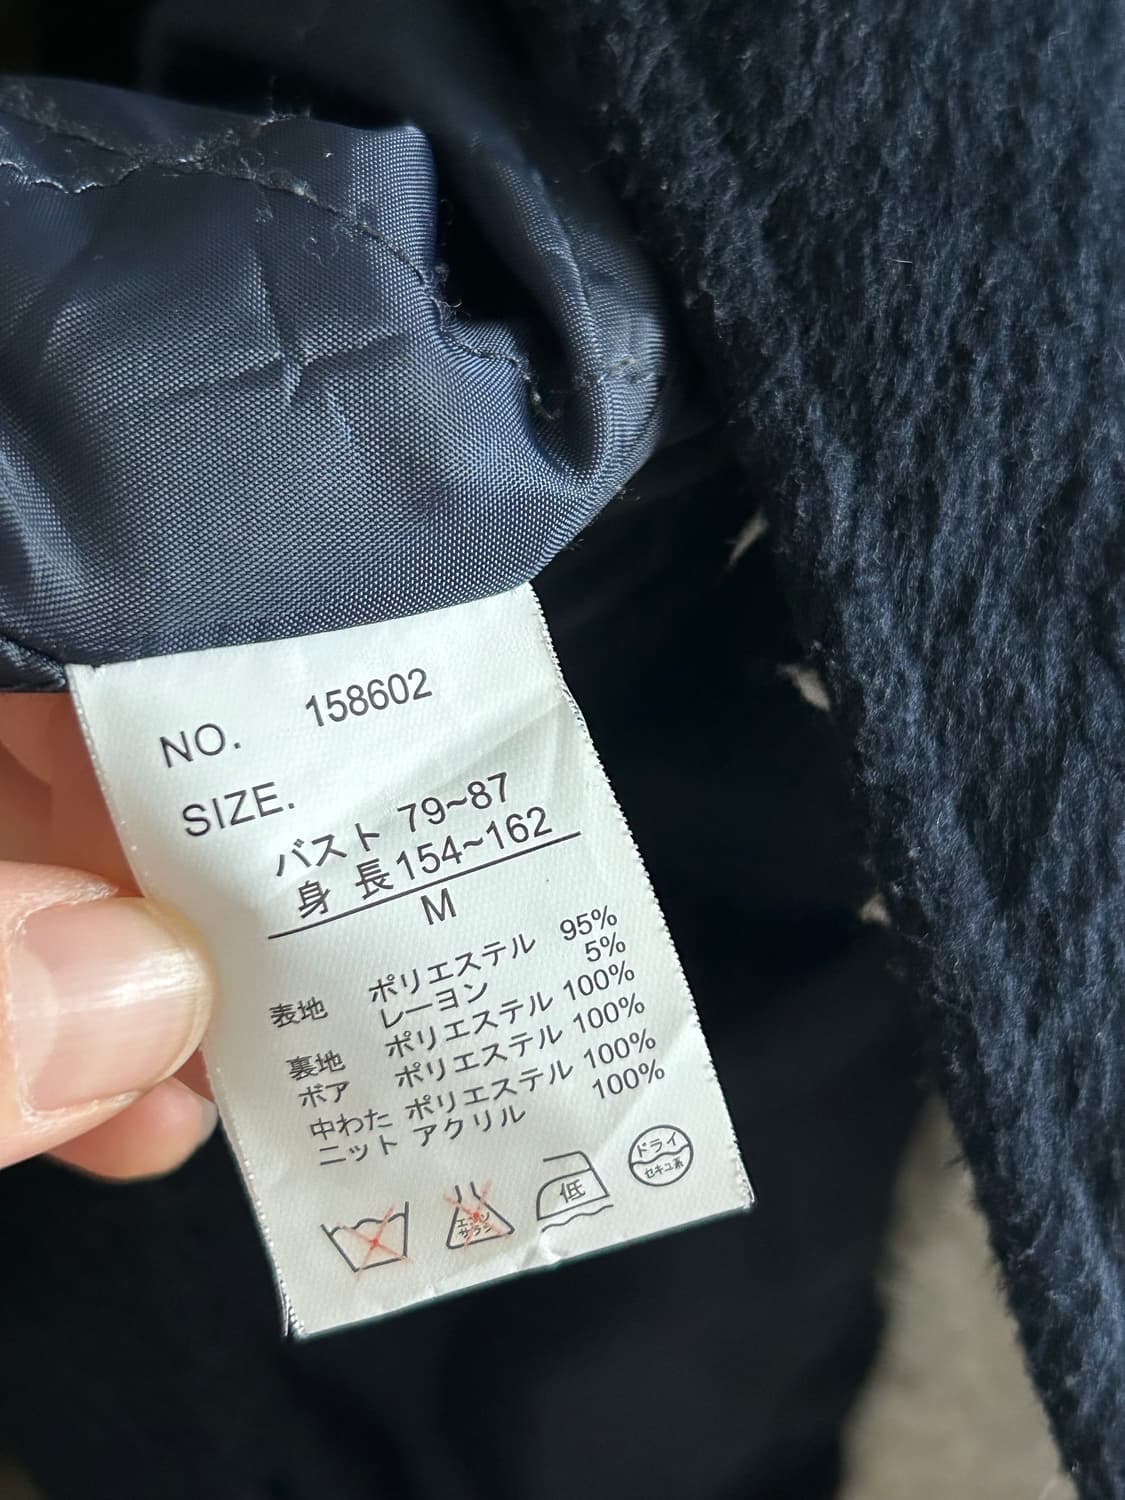 NO. 158602
SIZE.
バスト 79~87
身 長 154~162
M
表地 ポリエステル 95%
レーヨン 5%
裏地 ポリエステル 100%
ボア ポリエステル 100%
中わた ポリエステル 100%
ニット アクリル 100%
エンソ
サラシ
低
ドライ
セキユ系